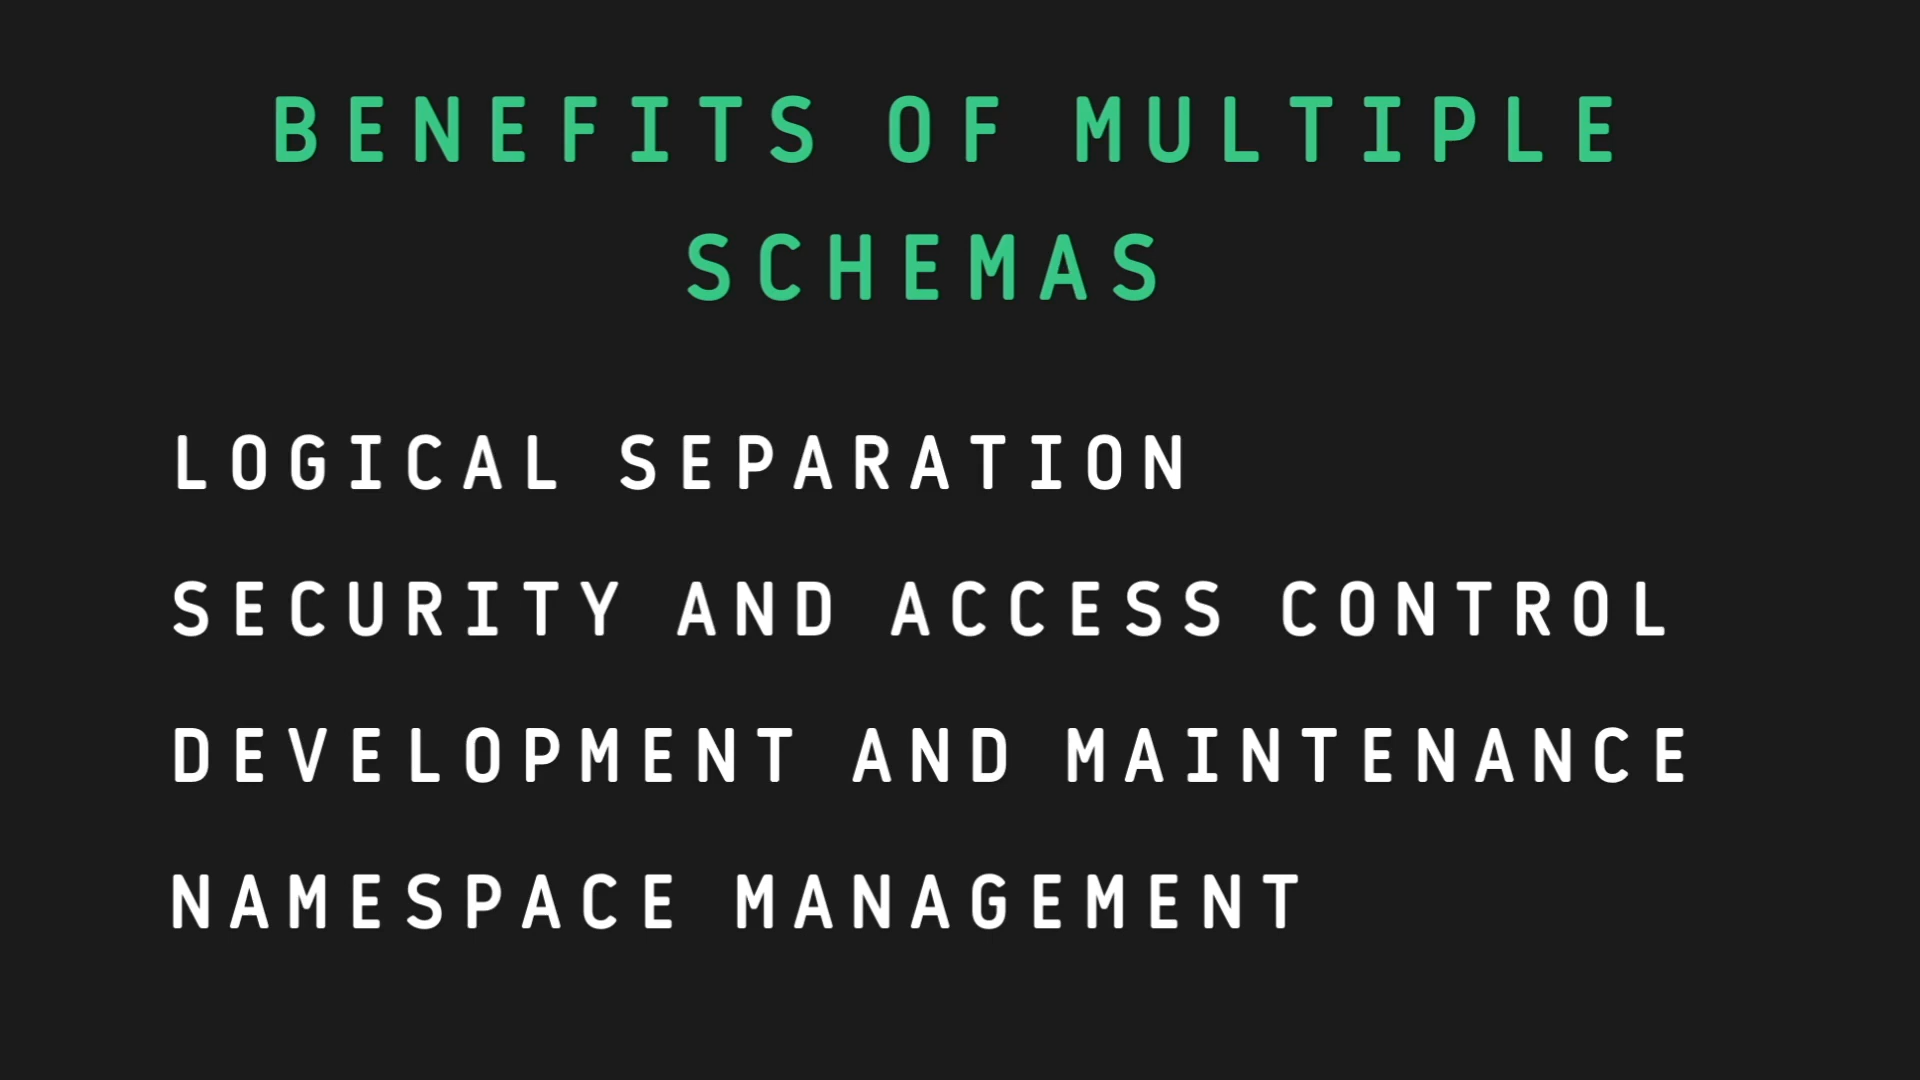 BENEFITS OF MULTIPLE
SCHEMAS
LOGICAL SEPARATION
SECURITY AND ACCESS CONTROL
DEVELOPMENT AND MAINTENANCE
NAMESPACE MANAGEMENT